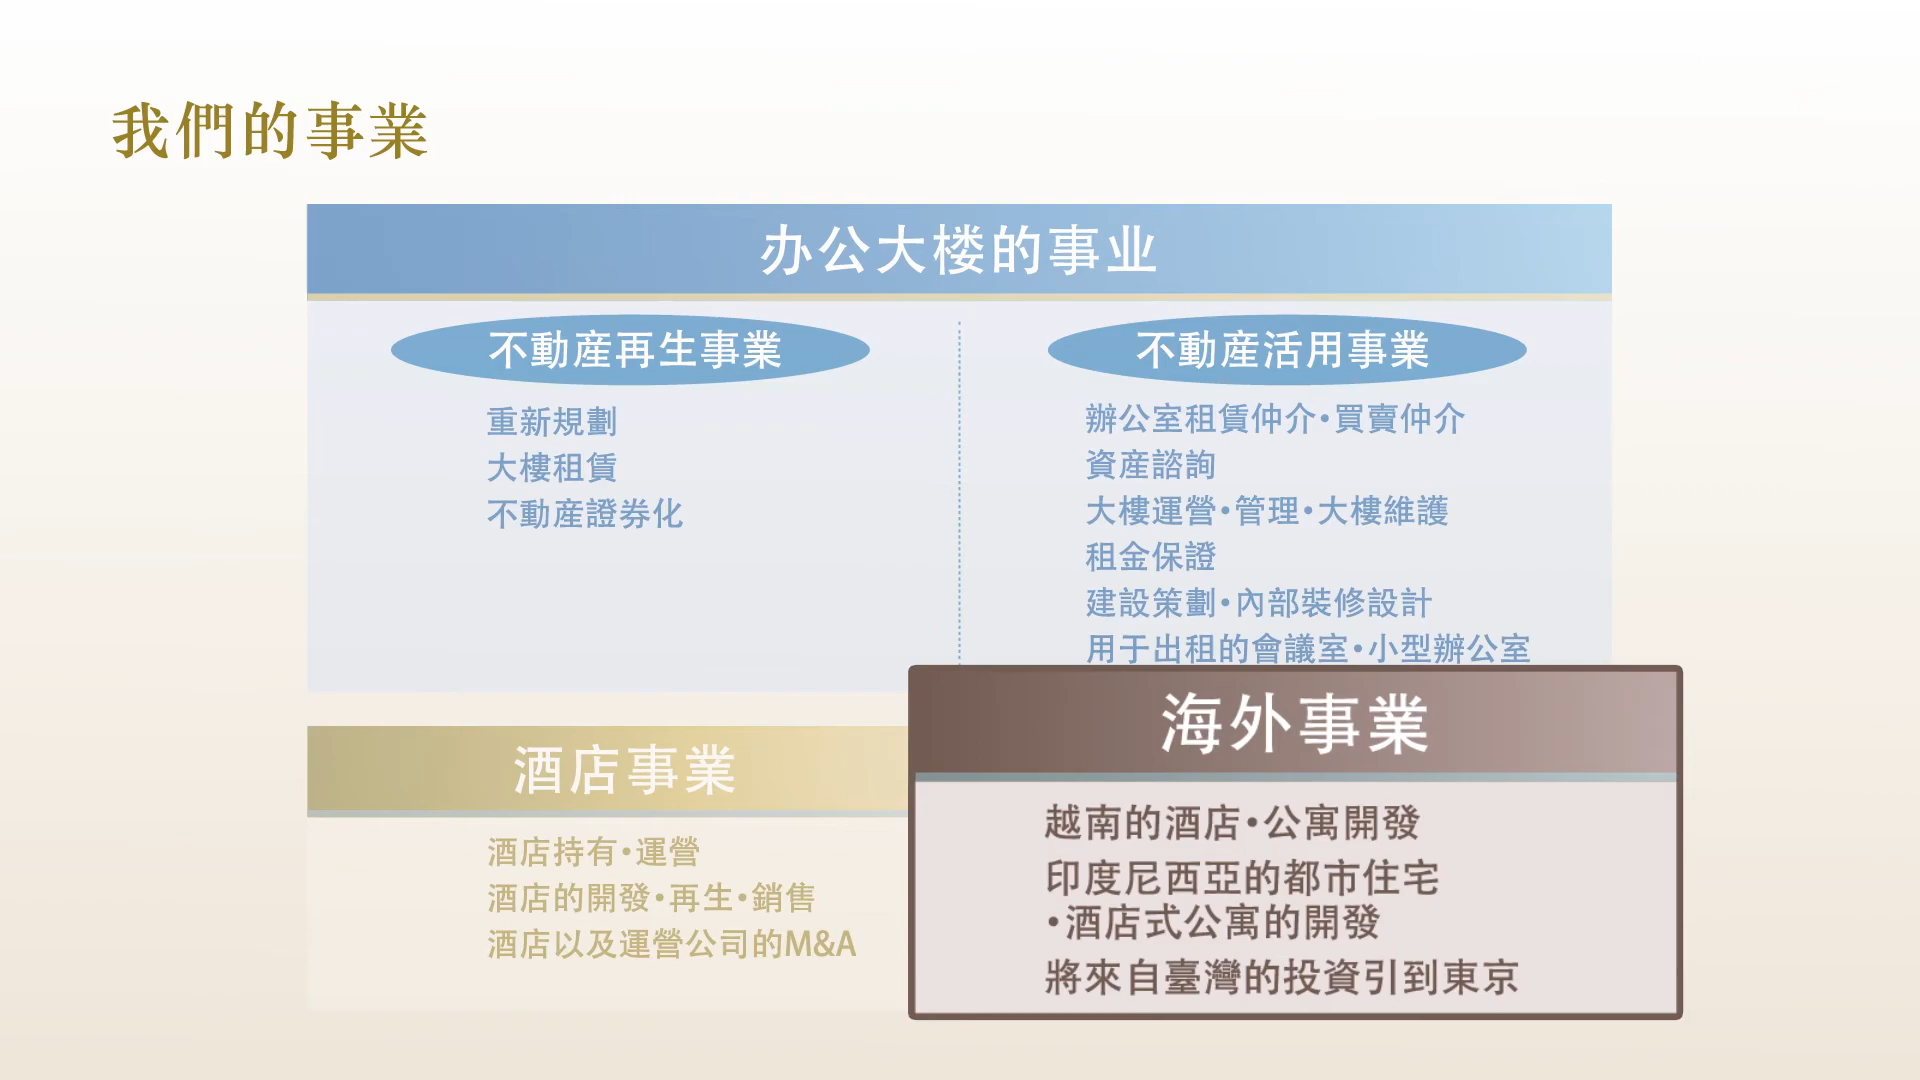 我們的事業
办公大楼的事业
不動産再生事業
重新規劃
大樓租賃
不動産證券化
不動産活用事業
辦公室租賃仲介•買賣仲介
資産諮詢
大樓運營•管理•大樓維護
租金保證
建設策劃•內部裝修設計
用于出租的會議室•小型辦公室
酒店事業
酒店持有•運營
酒店的開發•再生•銷售
酒店以及運營公司的M&A
海外事業
越南的酒店•公寓開發
印度尼西亞的都市住宅
•酒店式公寓的開發
將來自臺灣的投資引到東京